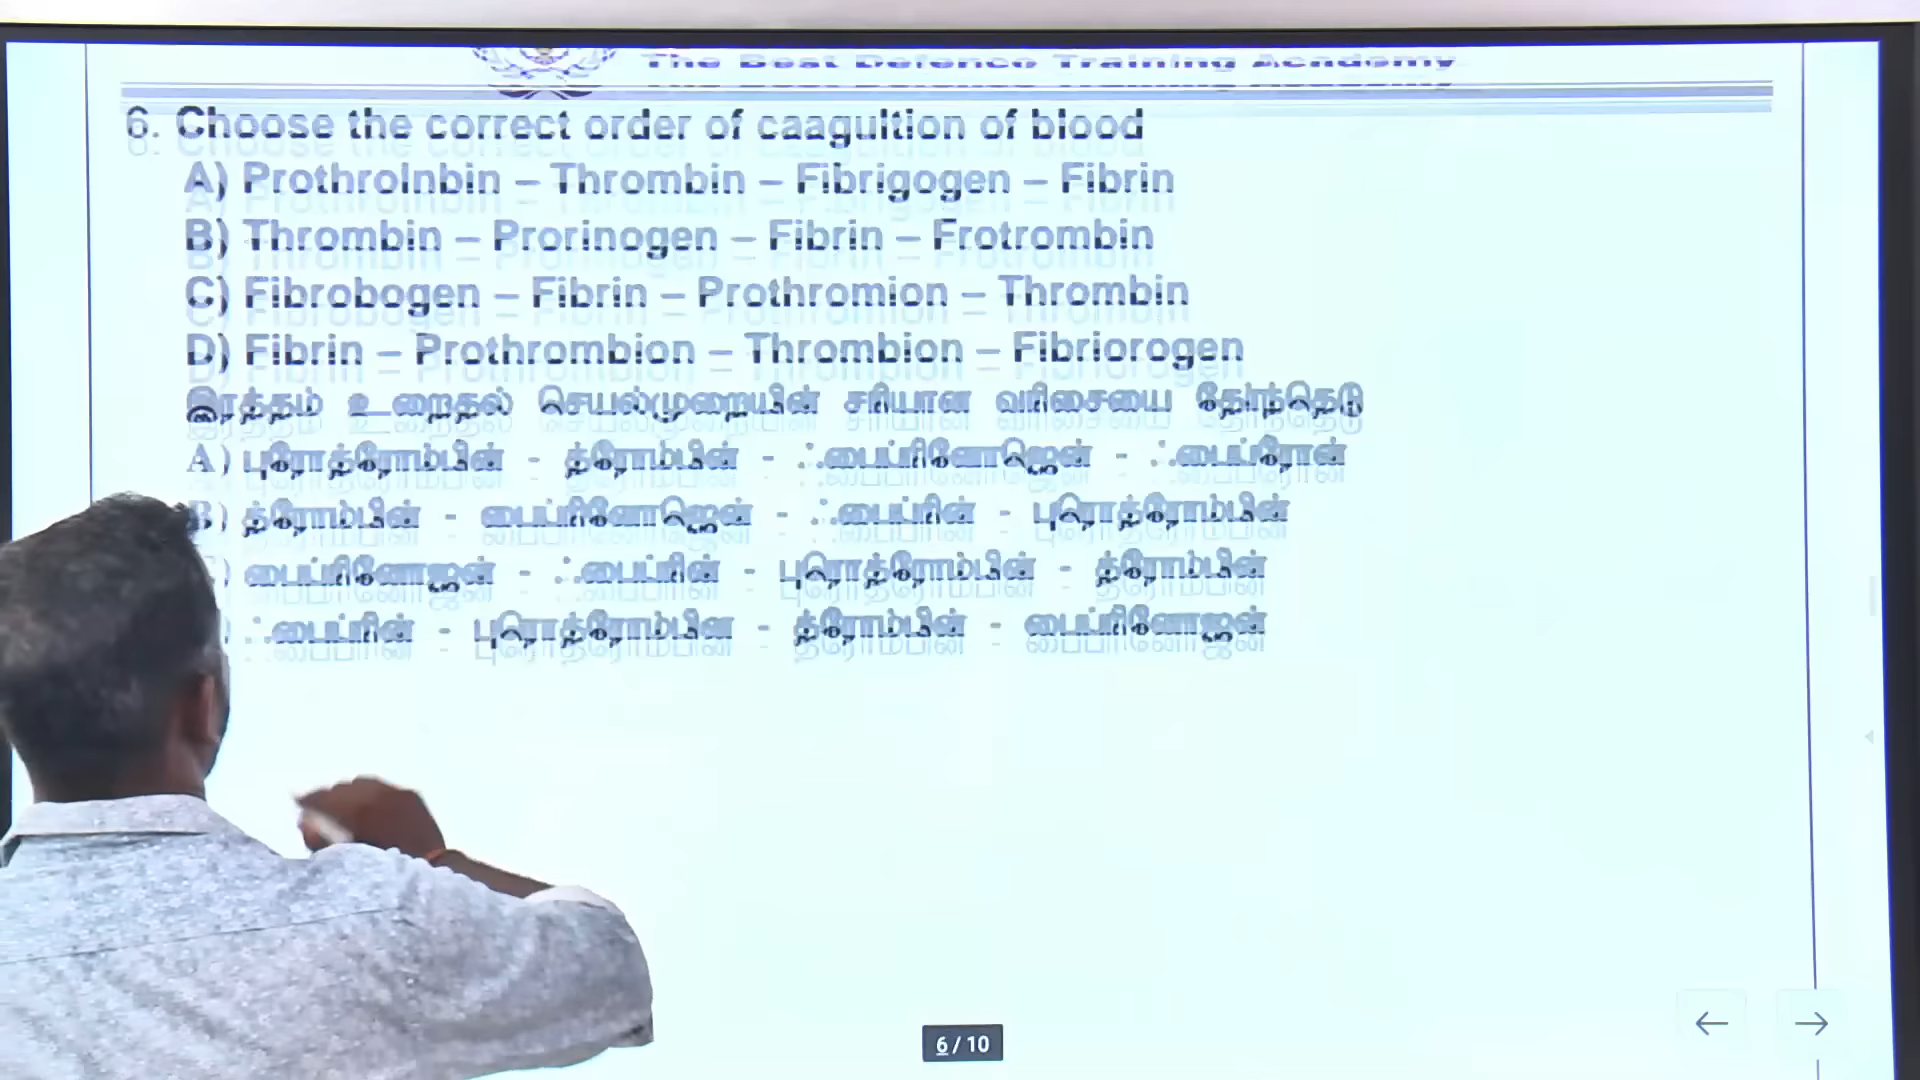 The Best Defence Training Academy
6. Choose the correct order of caagultion of blood
A) Prothrolnbin – Thrombin – Fibrigogen – Fibrin
B) Thrombin – Prorinogen – Fibrin – Frotrombin
C) Fibrobogen – Fibrin – Prothromion – Thrombin
D) Fibrin – Prothrombion – Thrombion – Fibriorogen
இரத்தம் உறைதல் செயல்முறையின் சரியான வரிசையை தேர்ந்தெடு
A) புரோத்ரோம்பின் - த்ரோம்பின் - ஃபைப்ரினோஜென் - ஃபைப்ரோன்
B) த்ரோம்பின் - பைப்ரினோஜென் - ஃபைப்ரின் - புரொத்ரோம்பின்
) பைப்ரினோஜன் - ஃபைப்ரின் - புரொத்ரோம்பின் - த்ரோம்பின்
) ஃபைப்ரின் - புரொத்ரோம்பின - த்ரோம்பின் - பைப்ரினோஜன்
6 / 10